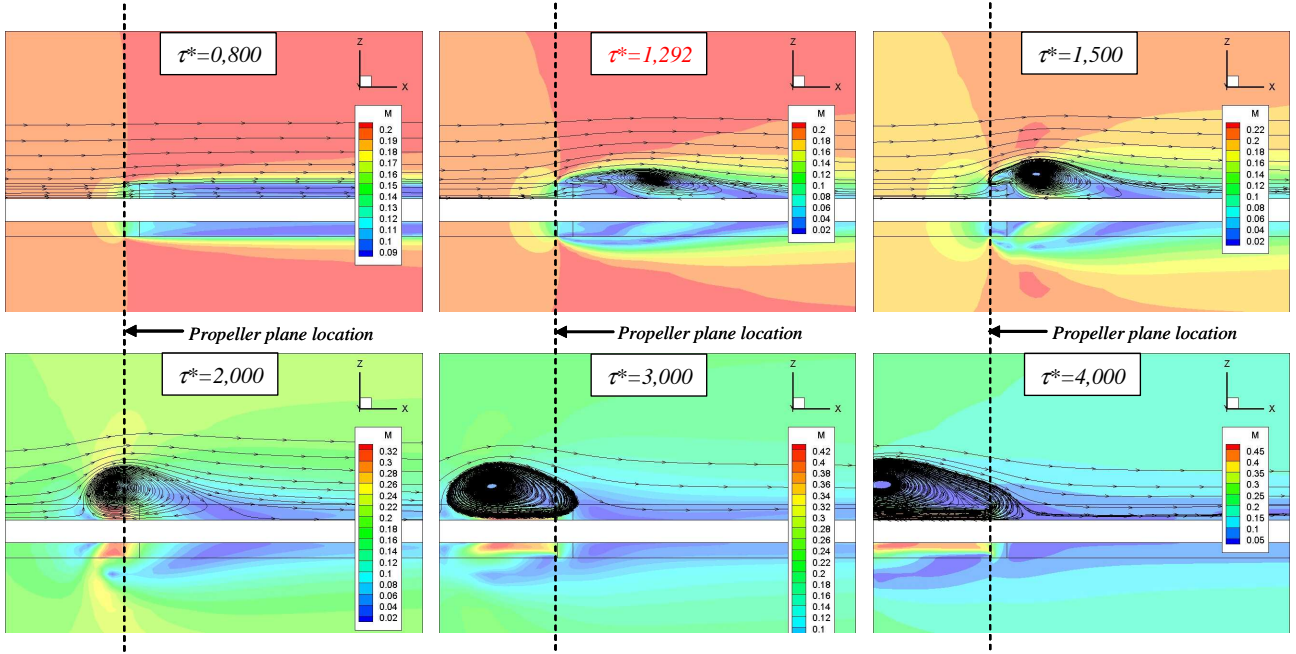 τ*=0,800
Z
X
Y
M
0.2
0.19
0.18
0.17
0.16
0.15
0.14
0.13
0.12
0.11
0.1
0.09
τ*=1,292
Z
X
Y
M
0.2
0.18
0.16
0.14
0.12
0.1
0.08
0.06
0.04
0.02
τ*=1,500
Z
X
Y
M
0.22
0.2
0.18
0.16
0.14
0.12
0.1
0.08
0.06
0.04
0.02
Propeller plane location
Propeller plane location
Propeller plane location
τ*=2,000
Z
X
Y
M
0.32
0.3
0.28
0.26
0.24
0.22
0.2
0.18
0.16
0.14
0.12
0.1
0.08
0.06
0.04
0.02
τ*=3,000
Z
X
Y
M
0.42
0.4
0.38
0.34
0.32
0.3
0.28
0.24
0.22
0.2
0.18
0.16
0.14
0.12
0.1
τ*=4,000
Z
X
Y
M
0.45
0.4
0.35
0.3
0.25
0.2
0.15
0.1
0.05